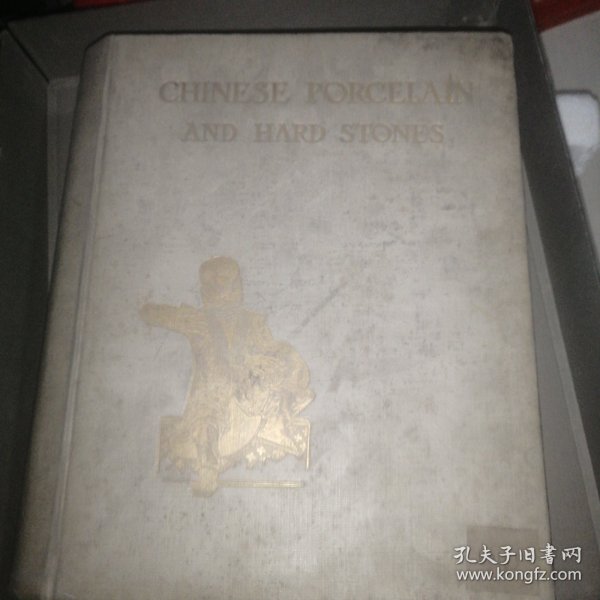 CHINESE PORCELAIN
AND HARD STONES
孔夫子旧书网
www.kongfz.com